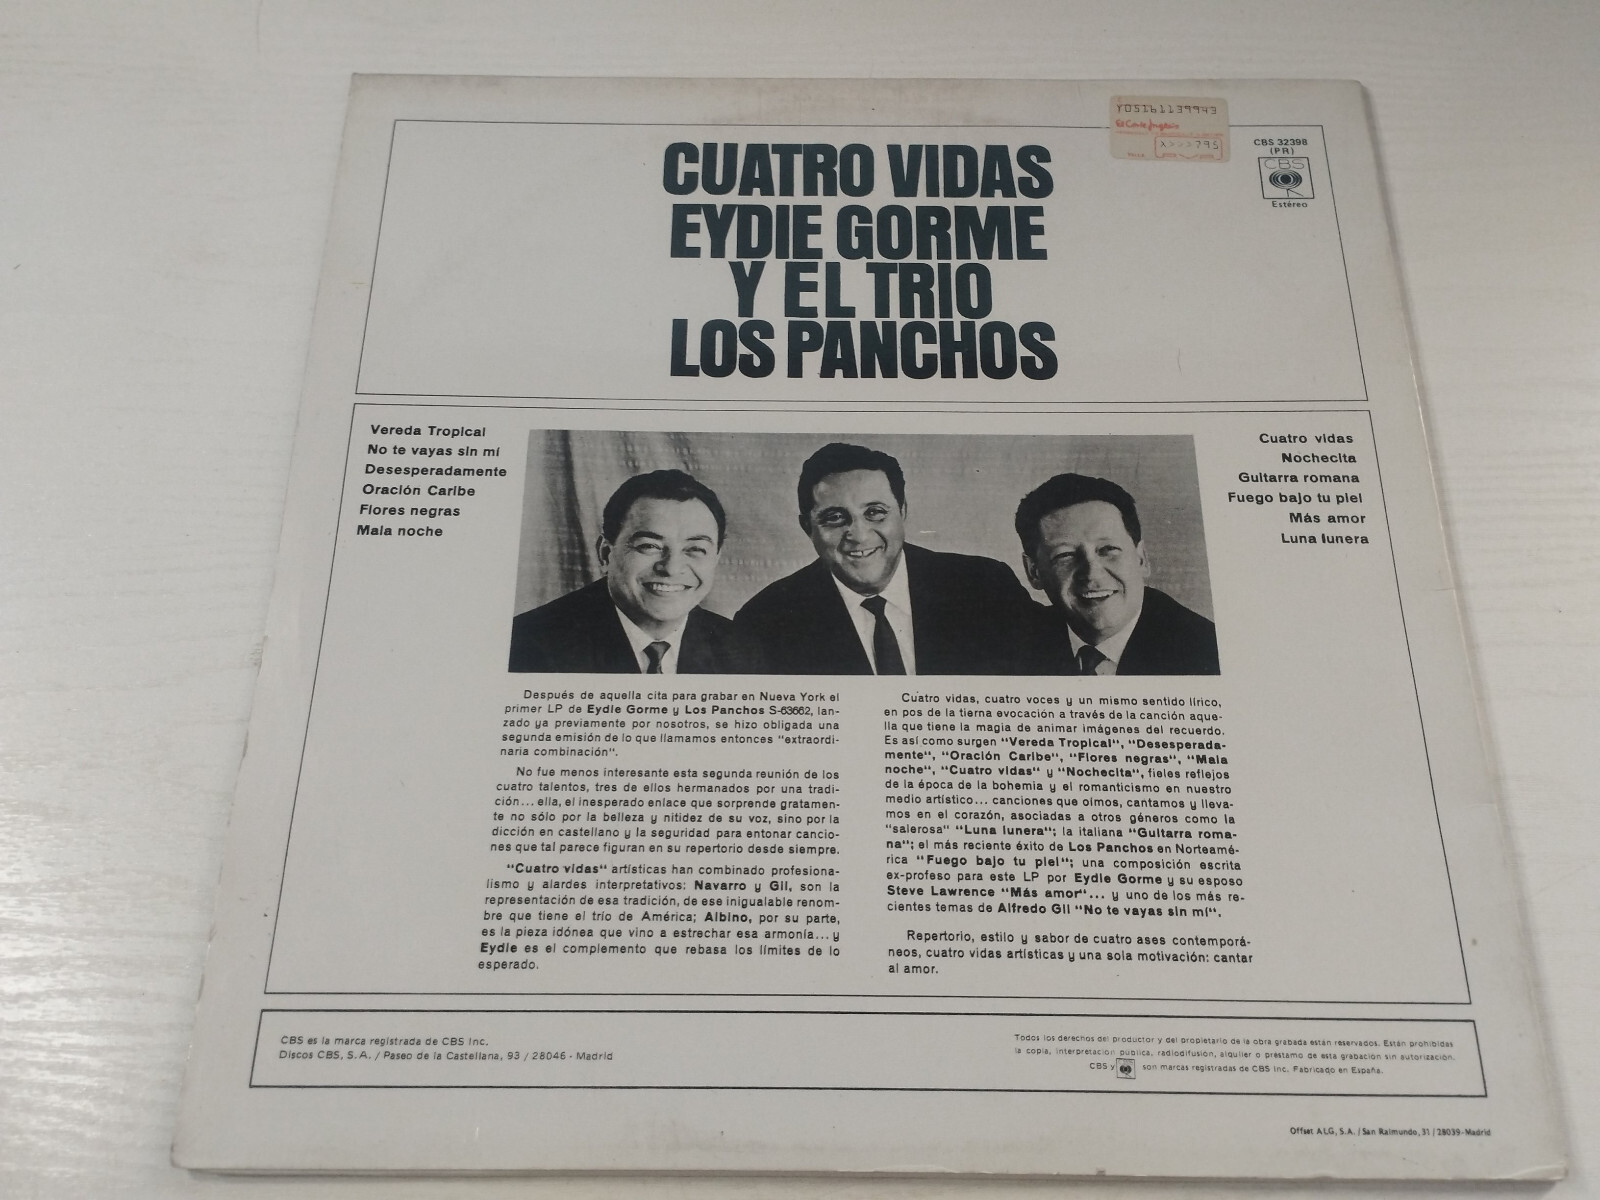 Y05161139943
El Corte Inglés
795
CBS 32398
(PR)
CBS
Estéreo
CUATRO VIDAS
EYDIE GORME
Y EL TRIO
LOS PANCHOS
Vereda Tropical
No te vayas sin mí
Desesperadamente
Oración Caribe
Flores negras
Mala noche
Cuatro vidas
Nochecita
Guitarra romana
Fuego bajo tu piel
Más amor
Luna lunera
Después de aquella cita para grabar en Nueva York el
primer LP de Eydie Gorme y Los Panchos S-63662, lan-
zado ya previamente por nosotros, se hizo obligada una
segunda emisión de lo que llamamos entonces "extraordi-
naria combinación".
No fue menos interesante esta segunda reunión de los
cuatro talentos, tres de ellos hermanados por una tradi-
ción... ella, el inesperado enlace que sorprende gratamen-
te no sólo por la belleza y nitidez de su voz, sino por la
dicción en castellano y la seguridad para entonar cancio-
nes que tal parece figuran en su repertorio desde siempre.
"Cuatro vidas" artísticas han combinado profesiona-
lismo y alardes interpretativos: Navarro y Gil, son la
representación de esa tradición, de ese inigualable renom-
bre que tiene el trío de América; Albino, por su parte,
es la pieza idónea que vino a estrechar esa armonía... y
Eydie es el complemento que rebasa los límites de lo
esperado.
Cuatro vidas, cuatro voces y un mismo sentido lírico,
en pos de la tierna evocación a través de la canción aque-
lla que tiene la magia de animar imágenes del recuerdo.
Es así como surgen "Vereda Tropical", "Desesperada-
mente", "Oración Caribe", "Flores negras", "Mala
noche", "Cuatro vidas" y "Nochecita", fieles reflejos
de la época de la bohemia y el romanticismo en nuestro
medio artístico... canciones que oímos, cantamos y lleva-
mos en el corazón, asociadas a otros géneros como la
"salerosa" "Luna lunera"; la italiana "Guitarra roma-
na"; el más reciente éxito de Los Panchos en Norteamé-
rica "Fuego bajo tu piel"; una composición escrita
ex-profeso para este LP por Eydie Gorme y su esposo
Steve Lawrence "Más amor"... y uno de los más re-
cientes temas de Alfredo Gil "No te vayas sin mí".
Repertorio, estilo y sabor de cuatro ases contemporá-
neos, cuatro vidas artísticas y una sola motivación: cantar
al amor.
CBS es la marca registrada de CBS Inc.
Discos CBS, S.A. / Paseo de la Castellana, 93 / 28046 - Madrid
Todos los derechos del productor y del propietario de la obra grabada están reservados. Están prohibidas
la copia, interpretación pública, radiodifusión, alquiler o préstamo de esta grabación sin autorización.
CBS y son marcas registradas de CBS Inc. Fabricado en España.
Offset ALG, S.A. / San Raimundo, 31 / 28039-Madrid